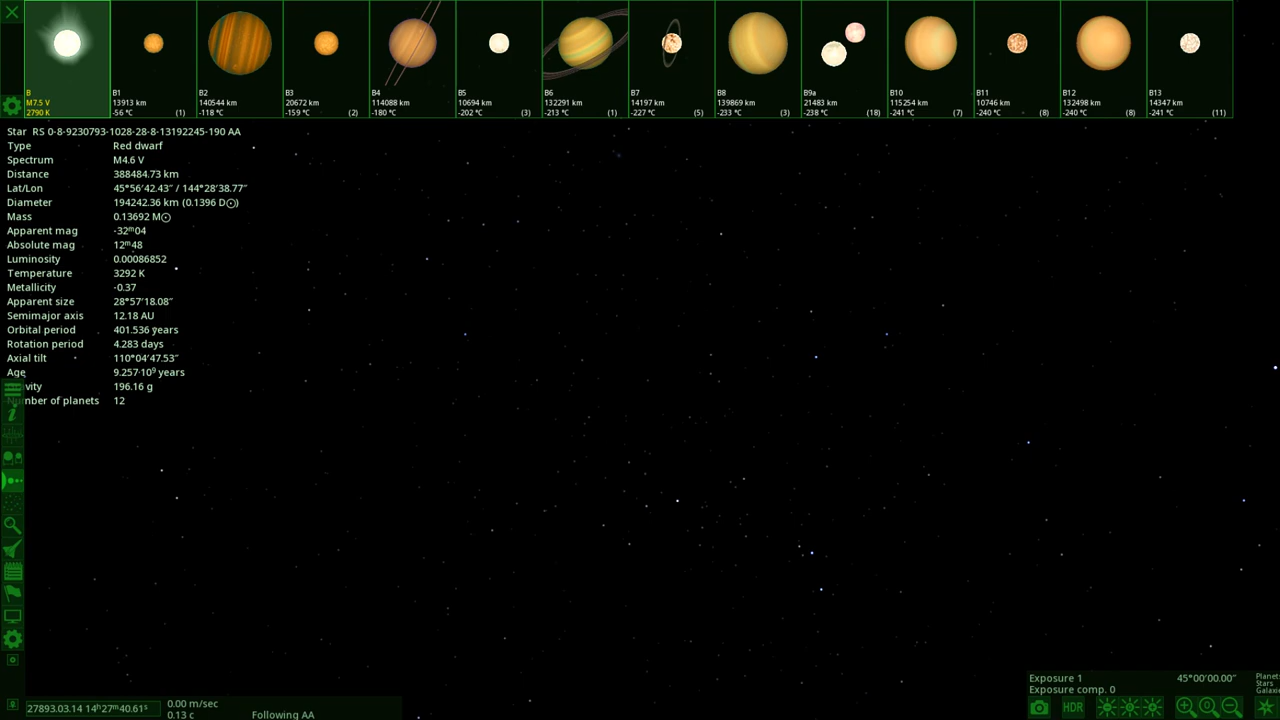 B
M7.5 V
2790 K
B1
13913 km
-56 °C (1)
B2
140544 km
-118 °C
B3
20672 km
-159 °C (2)
B4
114088 km
-180 °C
B5
10694 km
-202 °C (3)
B6
132291 km
-213 °C (1)
B7
14197 km
-227 °C (5)
B8
139869 km
-233 °C (3)
B9a
21483 km
-238 °C (18)
B10
115254 km
-241 °C (7)
B11
10746 km
-240 °C (8)
B12
132498 km
-240 °C (8)
B13
14347 km
-241 °C (11)
Star RS 0-8-9230793-1028-28-8-13192245-190 AA
Type Red dwarf
Spectrum M4.6 V
Distance 388484.73 km
Lat/Lon 45°56′42.43″ / 144°28′38.77″
Diameter 194242.36 km (0.1396 D☉)
Mass 0.13692 M☉
Apparent mag -32ᵐ04
Absolute mag 12ᵐ48
Luminosity 0.00086852
Temperature 3292 K
Metallicity -0.37
Apparent size 28°57′18.08″
Semimajor axis 12.18 AU
Orbital period 401.536 years
Rotation period 4.283 days
Axial tilt 110°04′47.53″
Age 9.257·10⁹ years
vity 196.16 g
Number of planets 12
27893.03.14 14ʰ27ᵐ40.61ˢ
0.00 m/sec
0.13 c Following AA
Exposure 1 45°00′00.00″
Exposure comp. 0
HDR
Planets
Stars
Galaxie